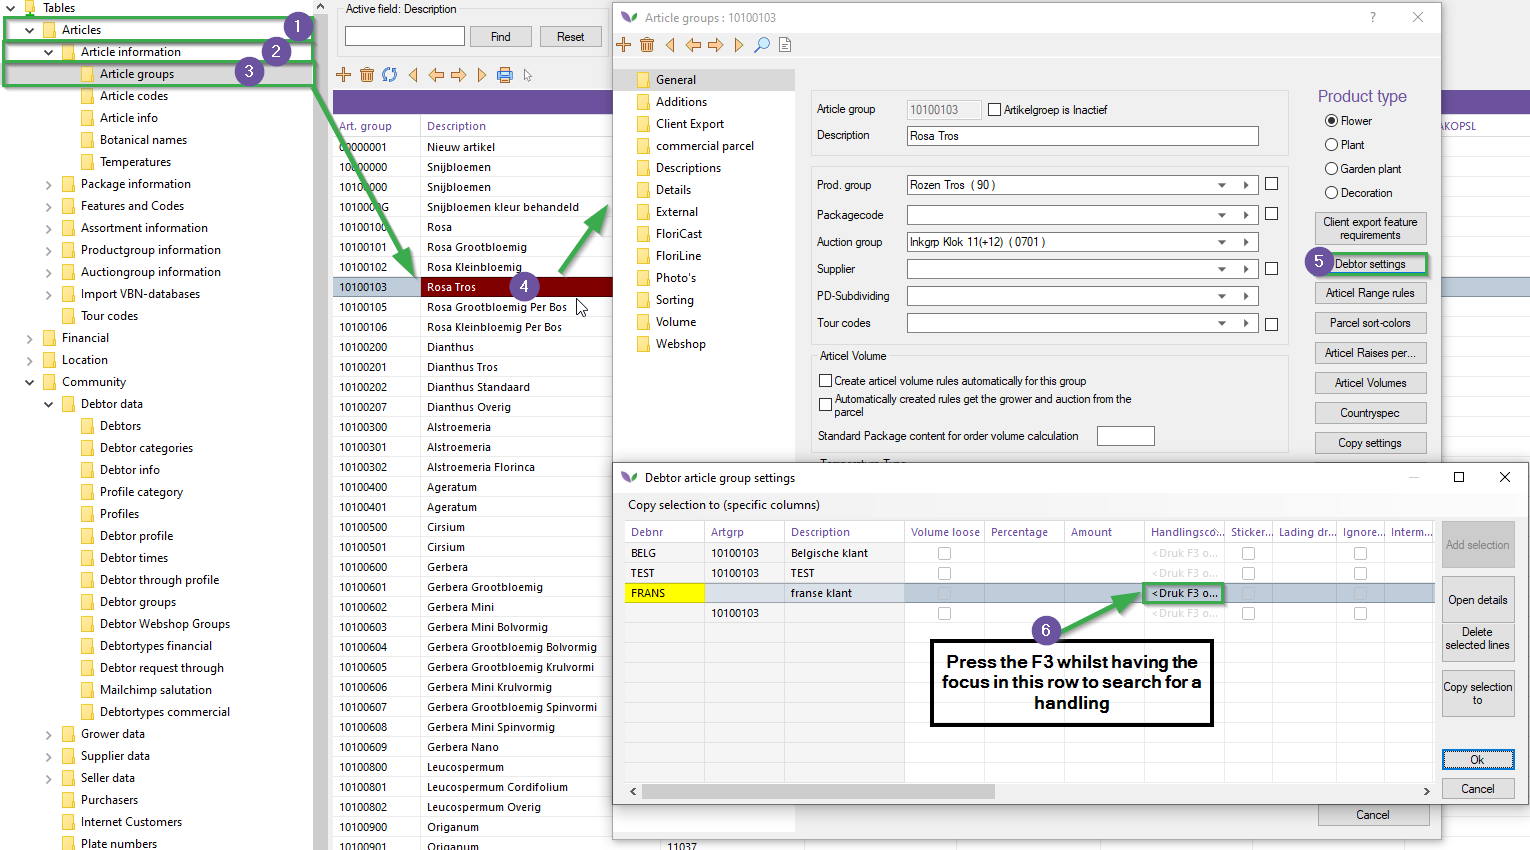 Tables
Articles
1
Article information
2
Article groups
3
Article codes
Article info
Botanical names
Temperatures
Package information
Features and Codes
Assortment information
Productgroup information
Auctiongroup information
Import VBN-databases
Tour codes
Financial
Location
Community
Debtor data
Debtors
Debtor categories
Debtor info
Profile category
Profiles
Debtor profile
Debtor times
Debtor through profile
Debtor groups
Debtor Webshop Groups
Debtortypes financial
Debtor request through
Mailchimp salutation
Debtortypes commercial
Grower data
Supplier data
Seller data
Purchasers
Internet Customers
Plate numbers
Active field: Description
Find
Reset
Art. group Description
00000001 Nieuw artikel
10000000 Snijbloemen
10100000 Snijbloemen
1010000G Snijbloemen kleur behandeld
10100100 Rosa
10100101 Rosa Grootbloemig
10100102 Rosa Kleinbloemig
10100103 Rosa Tros
4
10100105 Rosa Grootbloemig Per Bos
10100106 Rosa Kleinbloemig Per Bos
10100200 Dianthus
10100201 Dianthus Tros
10100202 Dianthus Standaard
10100207 Dianthus Overig
10100300 Alstroemeria
10100301 Alstroemeria
10100302 Alstroemeria Florinca
10100400 Ageratum
10100401 Ageratum
10100500 Cirsium
10100501 Cirsium
10100600 Gerbera
10100601 Gerbera Grootbloemig
10100602 Gerbera Mini
10100603 Gerbera Mini Bolvormig
10100604 Gerbera Grootbloemig Bolvormig
10100605 Gerbera Grootbloemig Krulvormi
10100606 Gerbera Mini Krulvormig
10100607 Gerbera Grootbloemig Spinvormi
10100608 Gerbera Mini Spinvormig
10100609 Gerbera Nano
10100800 Leucospermum
10100801 Leucospermum Cordifolium
10100802 Leucospermum Overig
10100900 Origanum
10100901 Origanum 11037
Article groups : 10100103
?
General
Additions
Client Export
commercial parcel
Descriptions
Details
External
FloriCast
FloriLine
Photo's
Sorting
Volume
Webshop
Article group 10100103 Artikelgroep is Inactief
Description Rosa Tros
Prod. group Rozen Tros ( 90 )
Packagecode
Auction group Inkgrp Klok 11(+12) ( 0701 )
Supplier
PD-Subdividing
Tour codes
Articel Volume
Create articel volume rules automatically for this group
Automatically created rules get the grower and auction from the
parcel
Standard Package content for order volume calculation
Temperature Type
Product type
Flower
Plant
Garden plant
Decoration
Client export feature
requirements
5
Debtor settings
Articel Range rules
Parcel sort-colors
Articel Raises per...
Articel Volumes
Countryspec
Copy settings
AKOPSL
Debtor article group settings
Copy selection to (specific columns)
Debnr Artgrp Description Volume loose Percentage Amount Handlingsco... Sticker... Lading dr... Ignore... Interm...
BELG 10100103 Belgische klant <Druk F3 o...
TEST 10100103 TEST <Druk F3 o...
FRANS franse klant <Druk F3 o...
10100103 <Druk F3 o...
6
Press the F3 whilst having the
focus in this row to search for a
handling
Add selection
Open details
Delete
selected lines
Copy selection
to
Ok
Cancel
Cancel